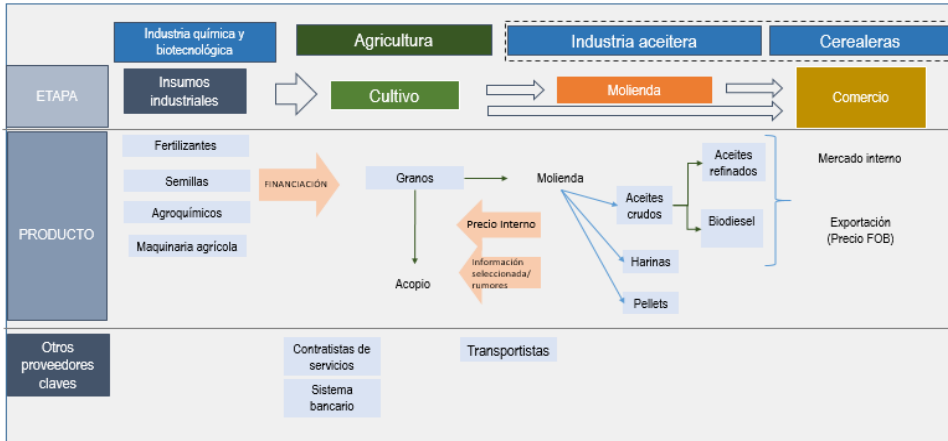 Industria química y
biotecnológica
Agricultura
Industria aceitera
Cerealeras
ETAPA
Insumos
industriales
Cultivo
Molienda
Comercio
PRODUCTO
Fertilizantes
Semillas
Agroquímicos
Maquinaria agrícola
FINANCIACIÓN
Granos
Molienda
Aceites
refinados
Mercado interno
Aceites
crudos
Precio Interno
Biodiesel
Exportación
(Precio FOB)
Información
seleccionada/
rumores
Acopio
Harinas
Pellets
Otros
proveedores
claves
Contratistas de
servicios
Transportistas
Sistema
bancario